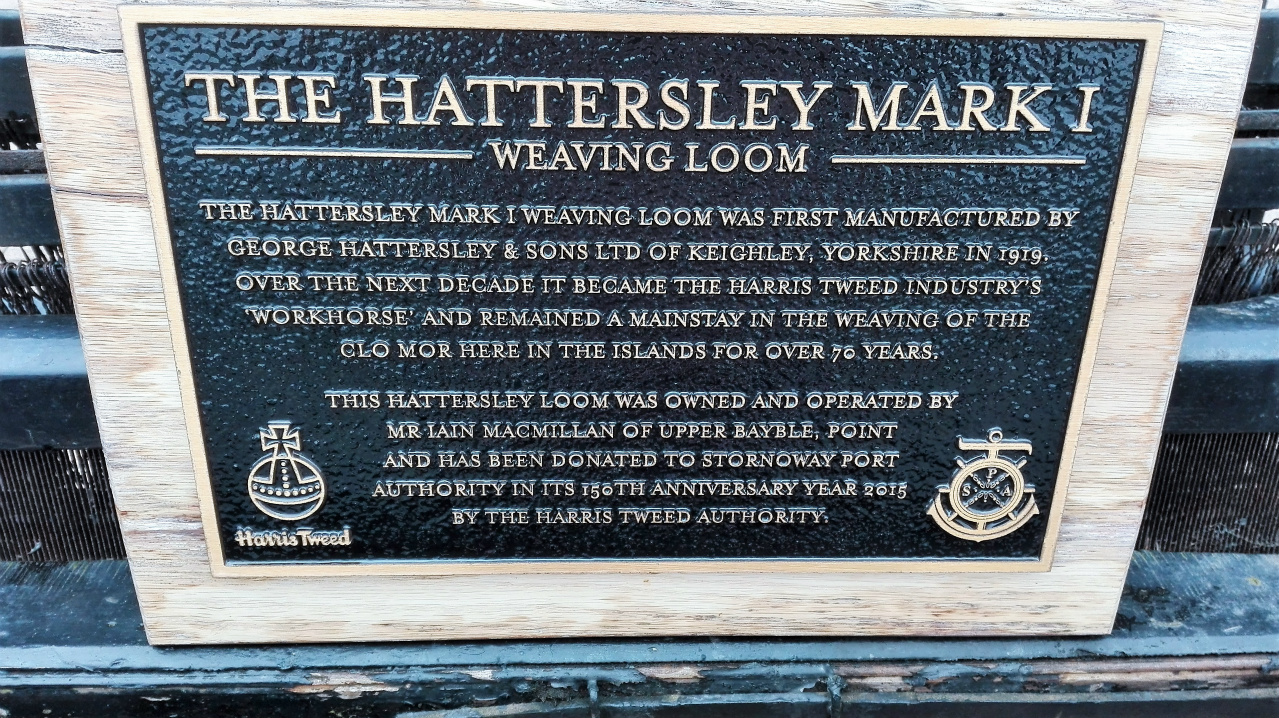 THE HATTERSLEY MARK I
WEAVING LOOM
THE HATTERSLEY MARK I WEAVING LOOM WAS FIRST MANUFACTURED BY
GEORGE HATTERSLEY & SONS LTD OF KEIGHLEY, YORKSHIRE IN 1919.
OVER THE NEXT DECADE IT BECAME THE HARRIS TWEED INDUSTRY'S
'WORKHORSE' AND REMAINED A MAINSTAY IN THE WEAVING OF THE
CLO MOR HERE IN THE ISLANDS FOR OVER 70 YEARS.
THIS HATTERSLEY LOOM WAS OWNED AND OPERATED BY
MR IAIN MACMILLAN OF UPPER BAYBLE, POINT
AND HAS BEEN DONATED TO STORNOWAY PORT
AUTHORITY IN ITS 150TH ANNIVERSARY YEAR 2015
BY THE HARRIS TWEED AUTHORITY.
Harris Tweed
S P A